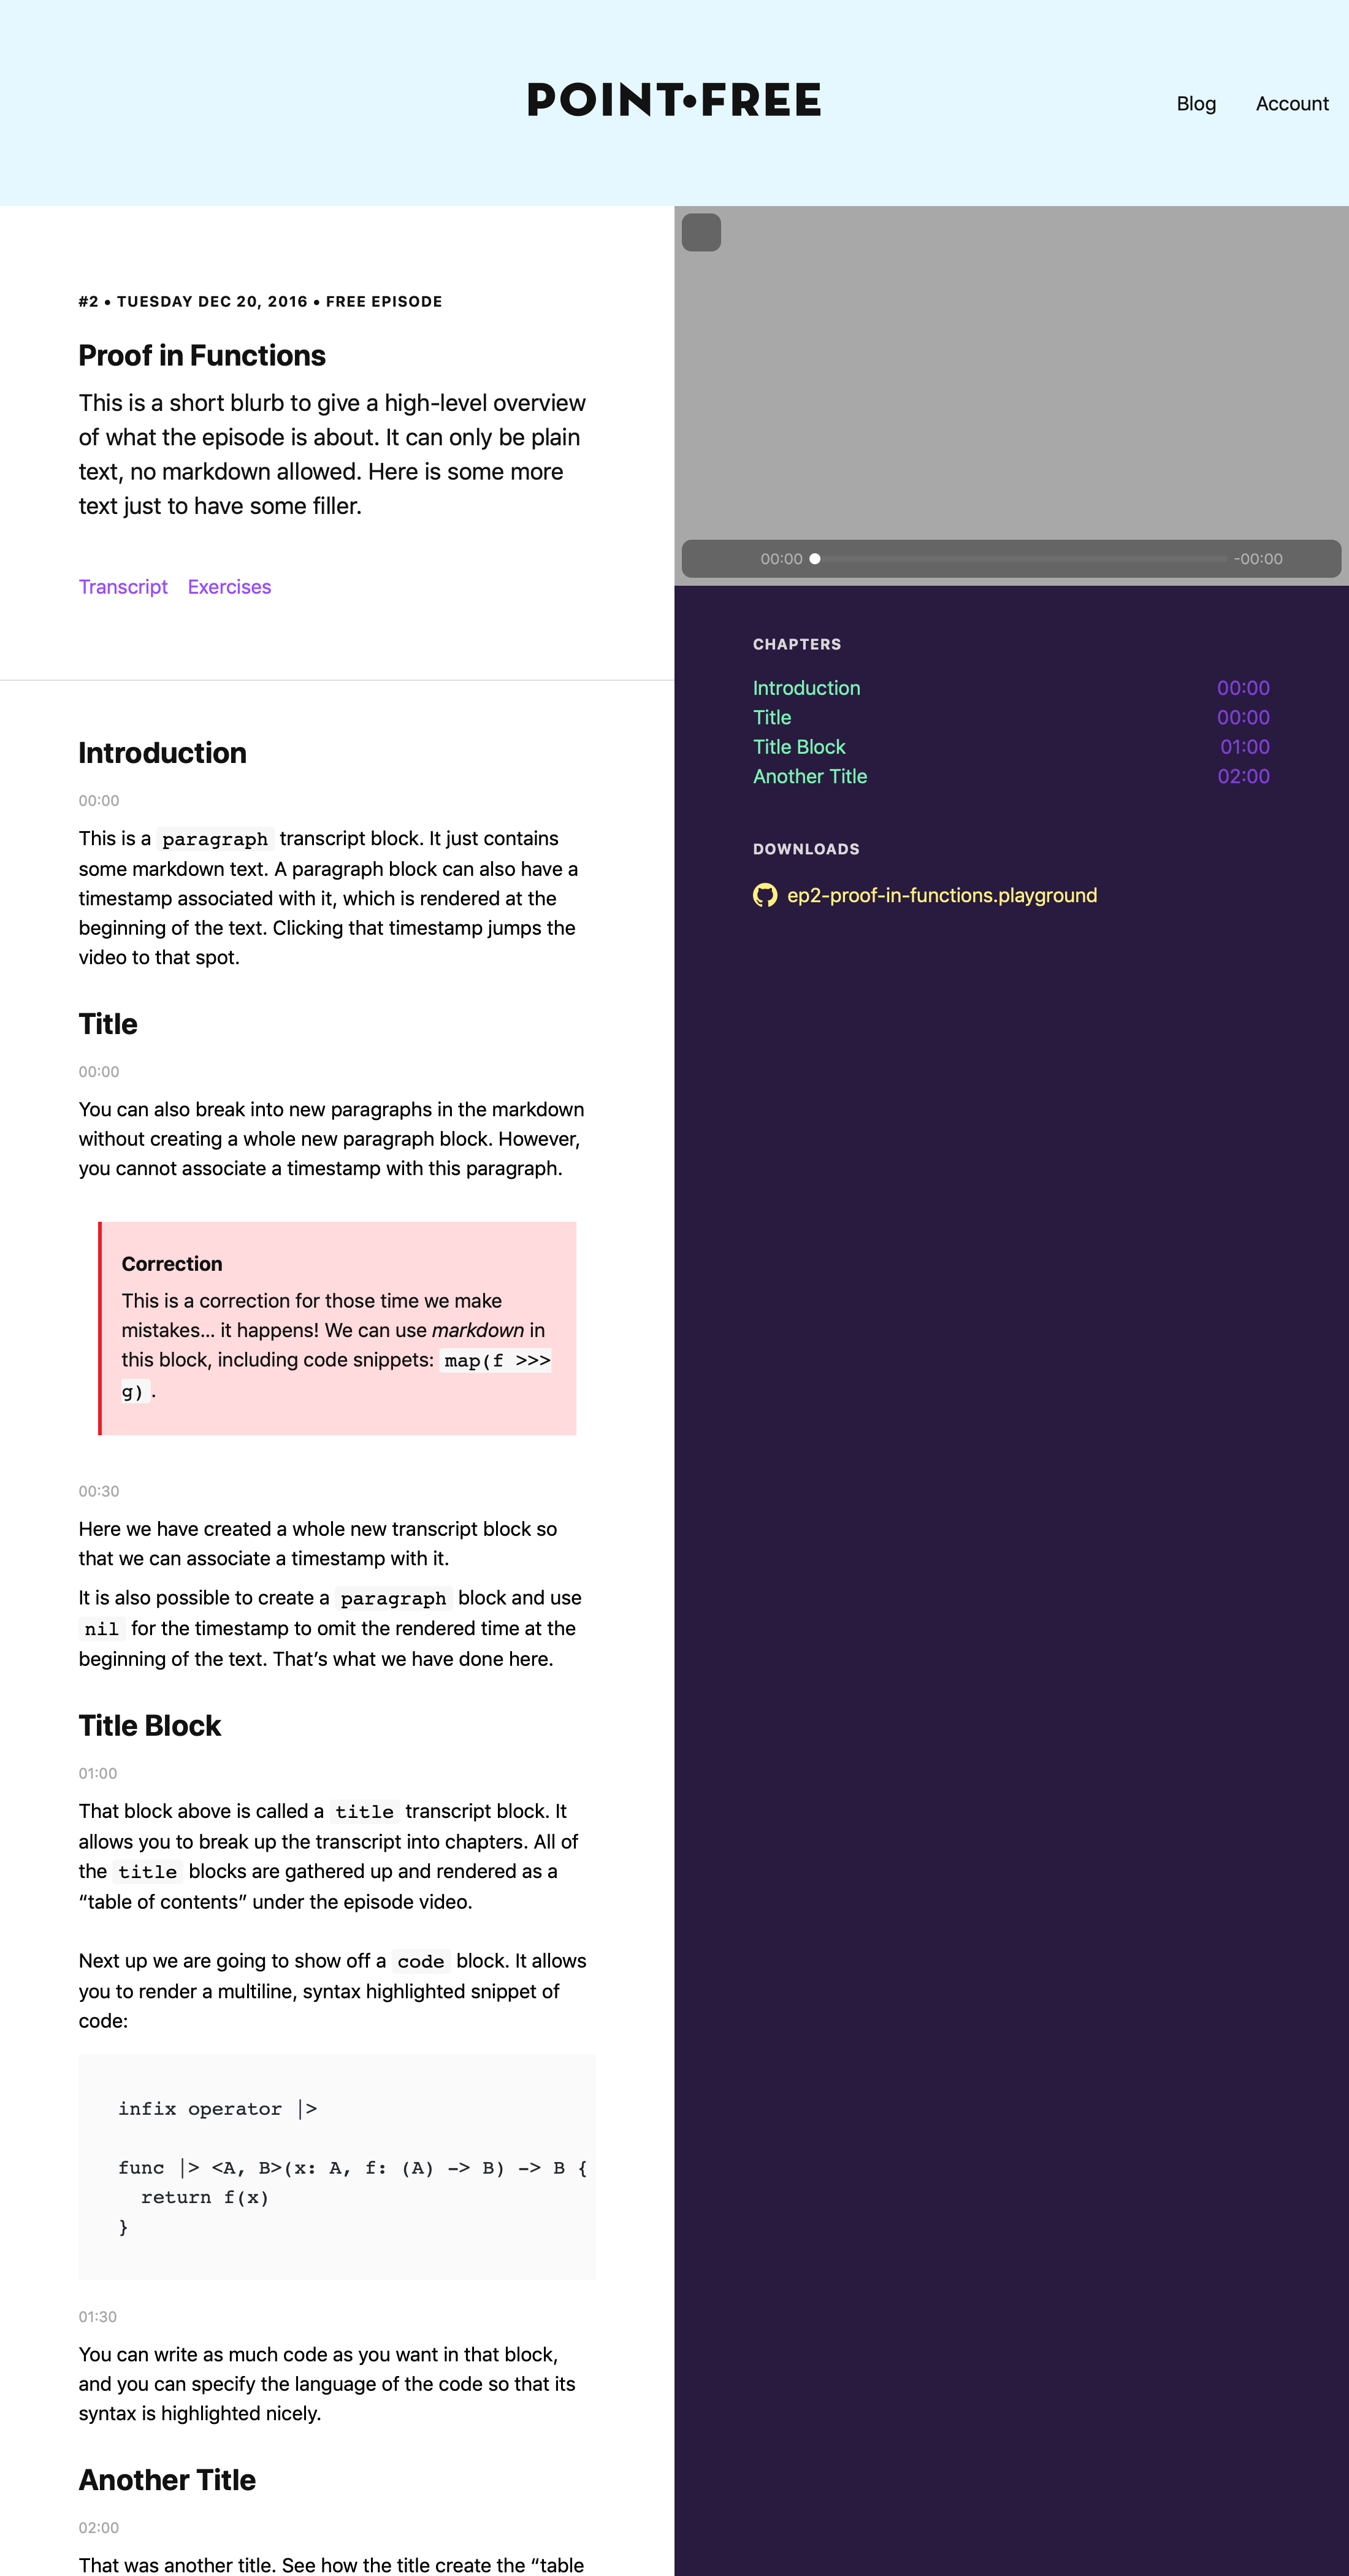 POINT•FREE
Blog
Account
#2 • TUESDAY DEC 20, 2016 • FREE EPISODE
Proof in Functions
This is a short blurb to give a high-level overview
of what the episode is about. It can only be plain
text, no markdown allowed. Here is some more
text just to have some filler.
Transcript Exercises
Introduction
00:00
This is a paragraph transcript block. It just contains
some markdown text. A paragraph block can also have a
timestamp associated with it, which is rendered at the
beginning of the text. Clicking that timestamp jumps the
video to that spot.
Title
00:00
You can also break into new paragraphs in the markdown
without creating a whole new paragraph block. However,
you cannot associate a timestamp with this paragraph.
Correction
This is a correction for those time we make
mistakes… it happens! We can use markdown in
this block, including code snippets: map(f >>>
g).
00:30
Here we have created a whole new transcript block so
that we can associate a timestamp with it.
It is also possible to create a paragraph block and use
nil for the timestamp to omit the rendered time at the
beginning of the text. That’s what we have done here.
Title Block
01:00
That block above is called a title transcript block. It
allows you to break up the transcript into chapters. All of
the title blocks are gathered up and rendered as a
“table of contents” under the episode video.
Next up we are going to show off a code block. It allows
you to render a multiline, syntax highlighted snippet of
code:
infix operator |>
func |> <A, B>(x: A, f: (A) -> B) -> B {
return f(x)
}
01:30
You can write as much code as you want in that block,
and you can specify the language of the code so that its
syntax is highlighted nicely.
Another Title
02:00
That was another title. See how the title create the “table
00:00
-00:00
CHAPTERS
Introduction 00:00
Title 00:00
Title Block 01:00
Another Title 02:00
DOWNLOADS
ep2-proof-in-functions.playground